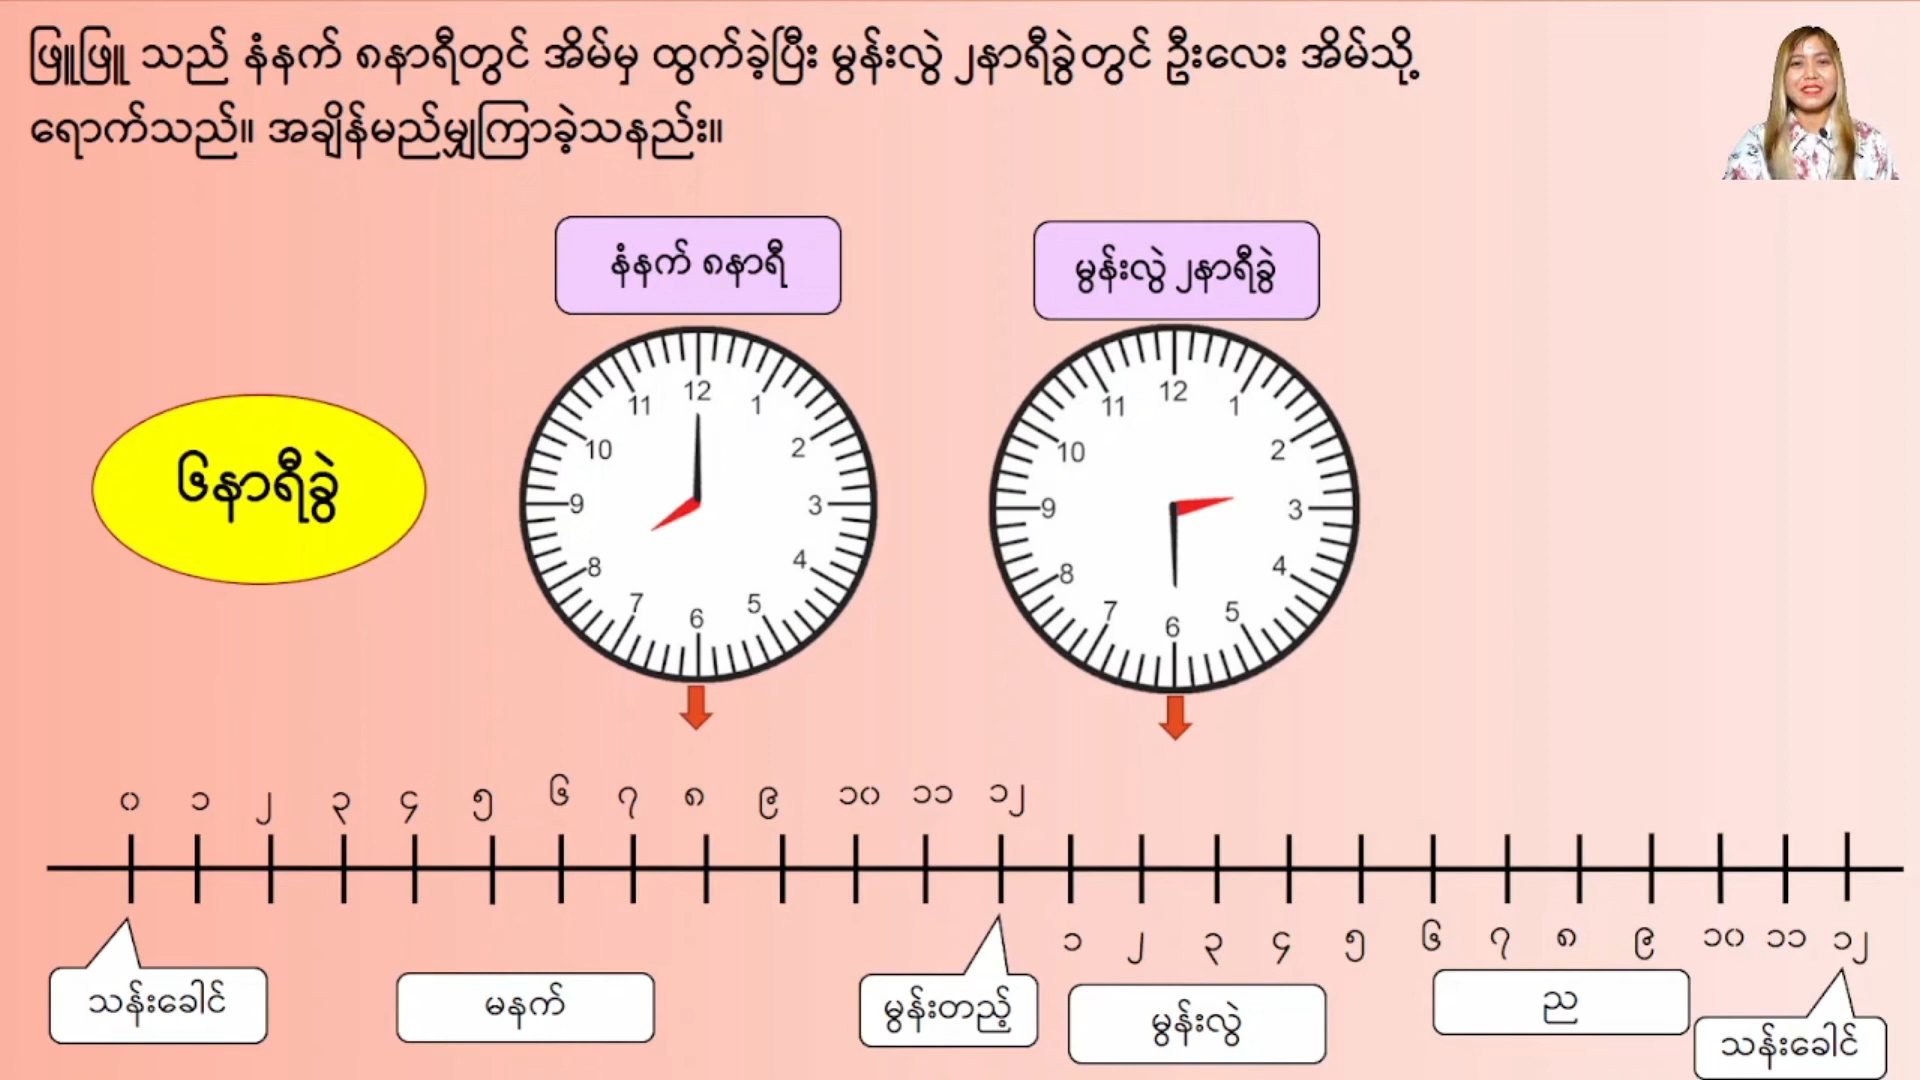 ဖြူဖြူ သည် နံနက် ၈နာရီတွင် အိမ်မှ ထွက်ခဲ့ပြီး မွန်းလွဲ ၂နာရီခွဲတွင် ဦးလေး အိမ်သို့
ရောက်သည်။ အချိန်မည်မျှကြာခဲ့သနည်း။
နံနက် ၈နာရီ
မွန်းလွဲ ၂နာရီခွဲ
၆နာရီခွဲ
12
1
2
3
4
5
6
7
8
9
10
11
12
1
2
3
4
5
6
7
8
9
10
11
၀ ၁ ၂ ၃ ၄ ၅ ၆ ၇ ၈ ၉ ၁၀ ၁၁ ၁၂
၁ ၂ ၃ ၄ ၅ ၆ ၇ ၈ ၉ ၁၀ ၁၁ ၁၂
သန်းခေါင်
မနက်
မွန်းတည့်
မွန်းလွဲ
ည
သန်းခေါင်